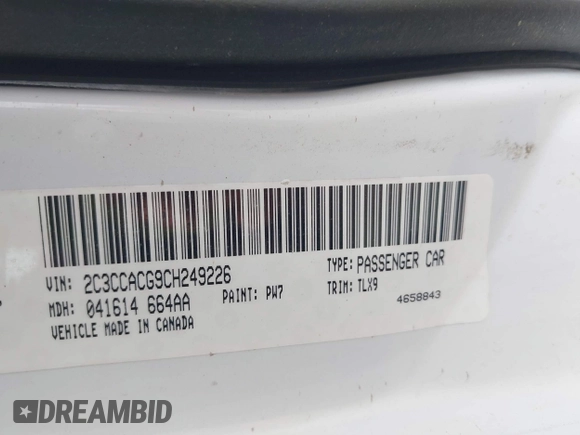 VIN: 2C3CCACG9CH249226
TYPE: PASSENGER CAR
MDH: 041614 664AA
PAINT: PW7
TRIM: TLX9
VEHICLE MADE IN CANADA
4658843
DREAMBID